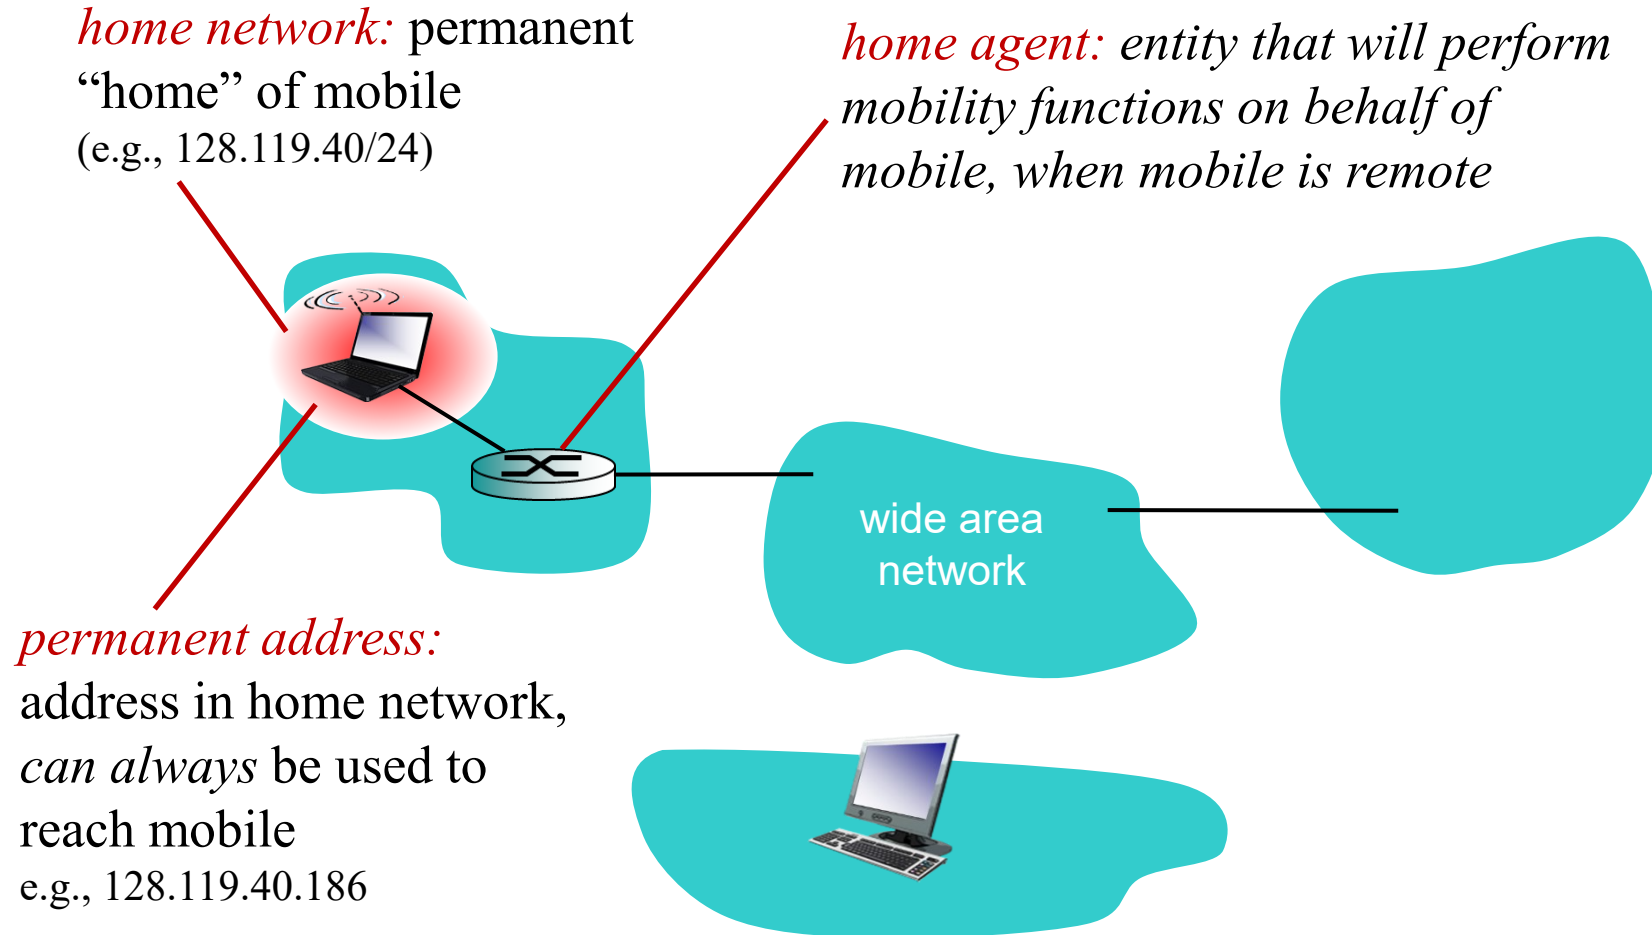 home network: permanent
“home” of mobile
(e.g., 128.119.40/24)
home agent: entity that will perform
mobility functions on behalf of
mobile, when mobile is remote
wide area
network
permanent address:
address in home network,
can always be used to
reach mobile
e.g., 128.119.40.186